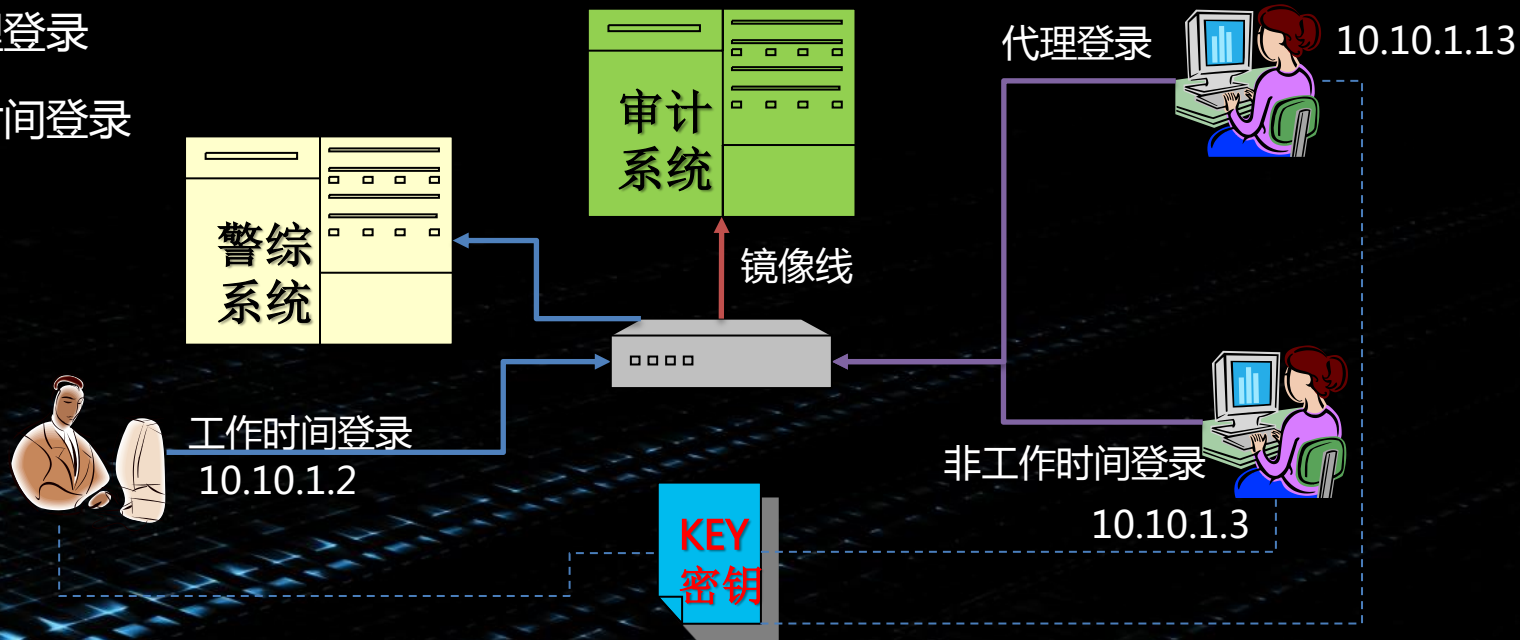 理登录
时间登录
审计
系统
代理登录
10.10.1.13
警综
系统
镜像线
工作时间登录
10.10.1.2
非工作时间登录
10.10.1.3
KEY
密钥